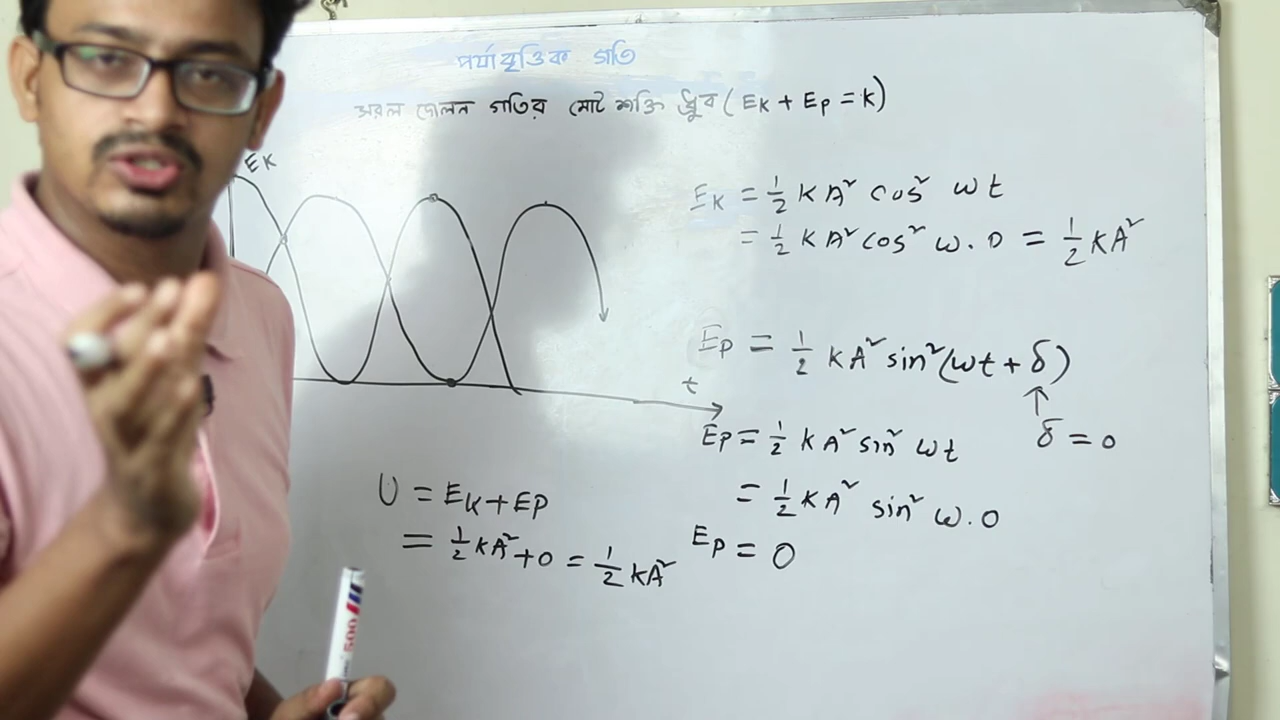 পর্যাবৃত্তিক গতি
সরল দোলন গতির মোট শক্তি ধ্রুব (EK + EP = K)
EK
EK = 1/2 KA² cos² ωt
= 1/2 KA² cos² ω.0 = 1/2 KA²
EP = 1/2 KA² sin² (ωt + δ)
↑
δ = 0
t
EP = 1/2 KA² sin² ωt
= 1/2 KA² sin² ω.0
EP = 0
U = EK + EP
= 1/2 KA² + 0 = 1/2 KA²
500